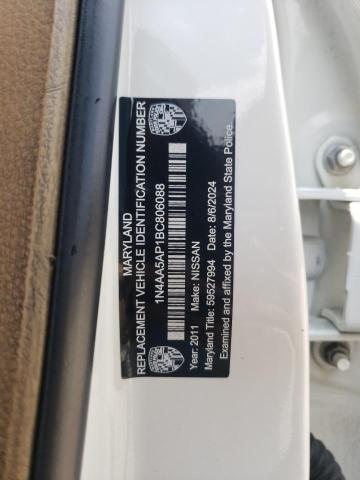 MARYLAND
REPLACEMENT VEHICLE IDENTIFICATION NUMBER
1N4AA5AP1BC806088
Year: 2011 Make: NISSAN
Maryland Title: 59527994 Date: 8/6/2024
Examined and affixed by the Maryland State Police.